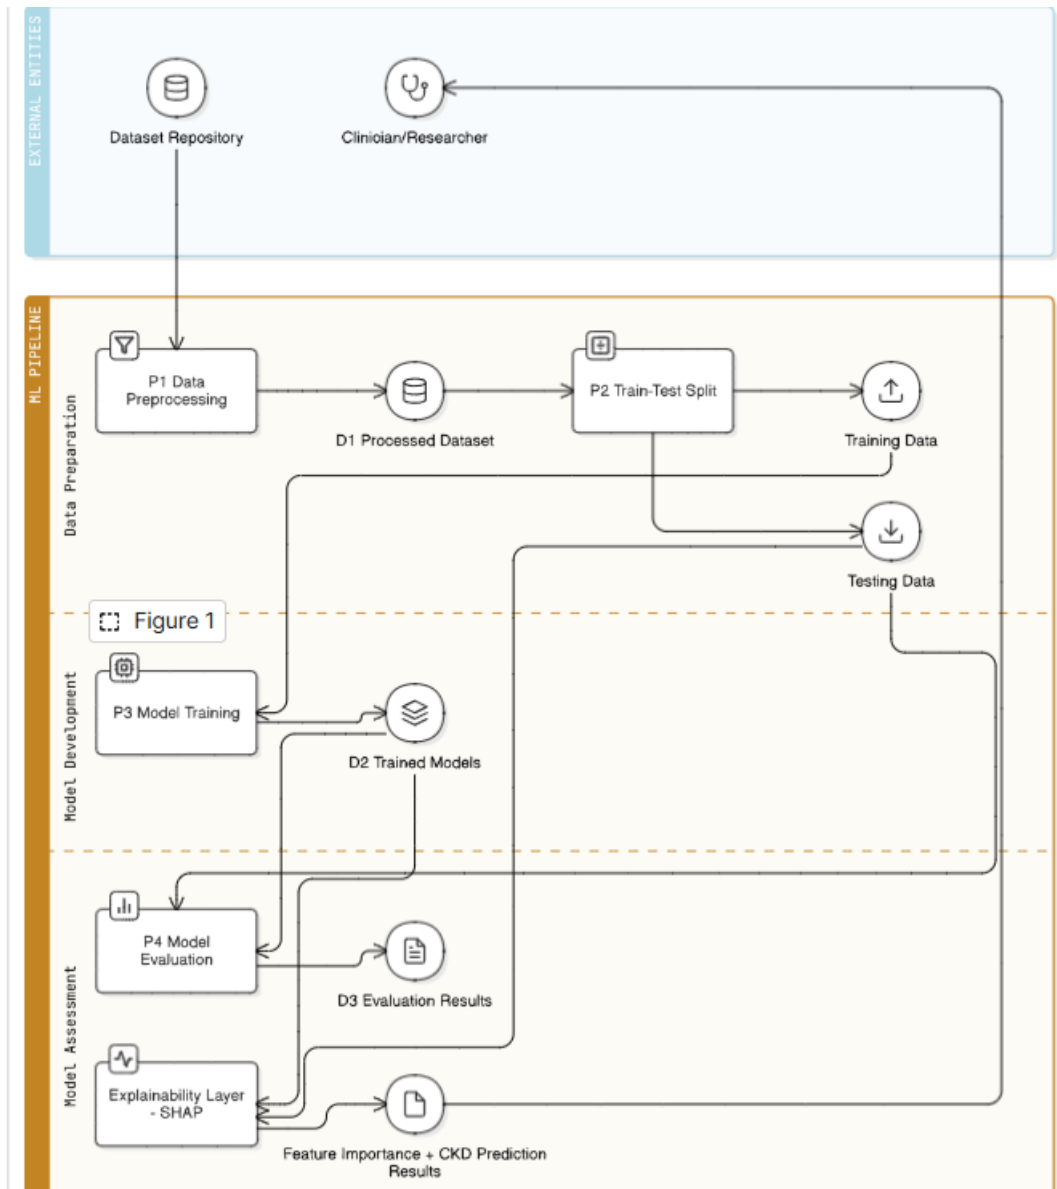 EXTERNAL ENTITIES
Dataset Repository
Clinician/Researcher
ML PIPELINE
Data Preparation
P1 Data
Preprocessing
D1 Processed Dataset
P2 Train-Test Split
Training Data
Testing Data
Figure 1
Model Development
P3 Model Training
D2 Trained Models
Model Assessment
P4 Model
Evaluation
D3 Evaluation Results
Explainability Layer
- SHAP
Feature Importance + CKD Prediction
Results